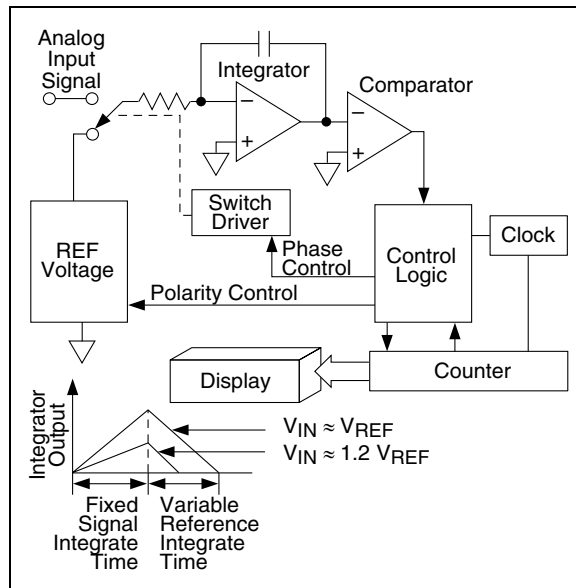 Analog
Input
Signal
Integrator
Comparator
−
+
−
+
Switch
Driver
REF
Voltage
Phase
Control
Control
Logic
Clock
Polarity Control
Display
Counter
Integrator
Output
V_IN ≈ V_REF
V_IN ≈ 1.2 V_REF
Fixed
Signal
Integrate
Time
Variable
Reference
Integrate
Time